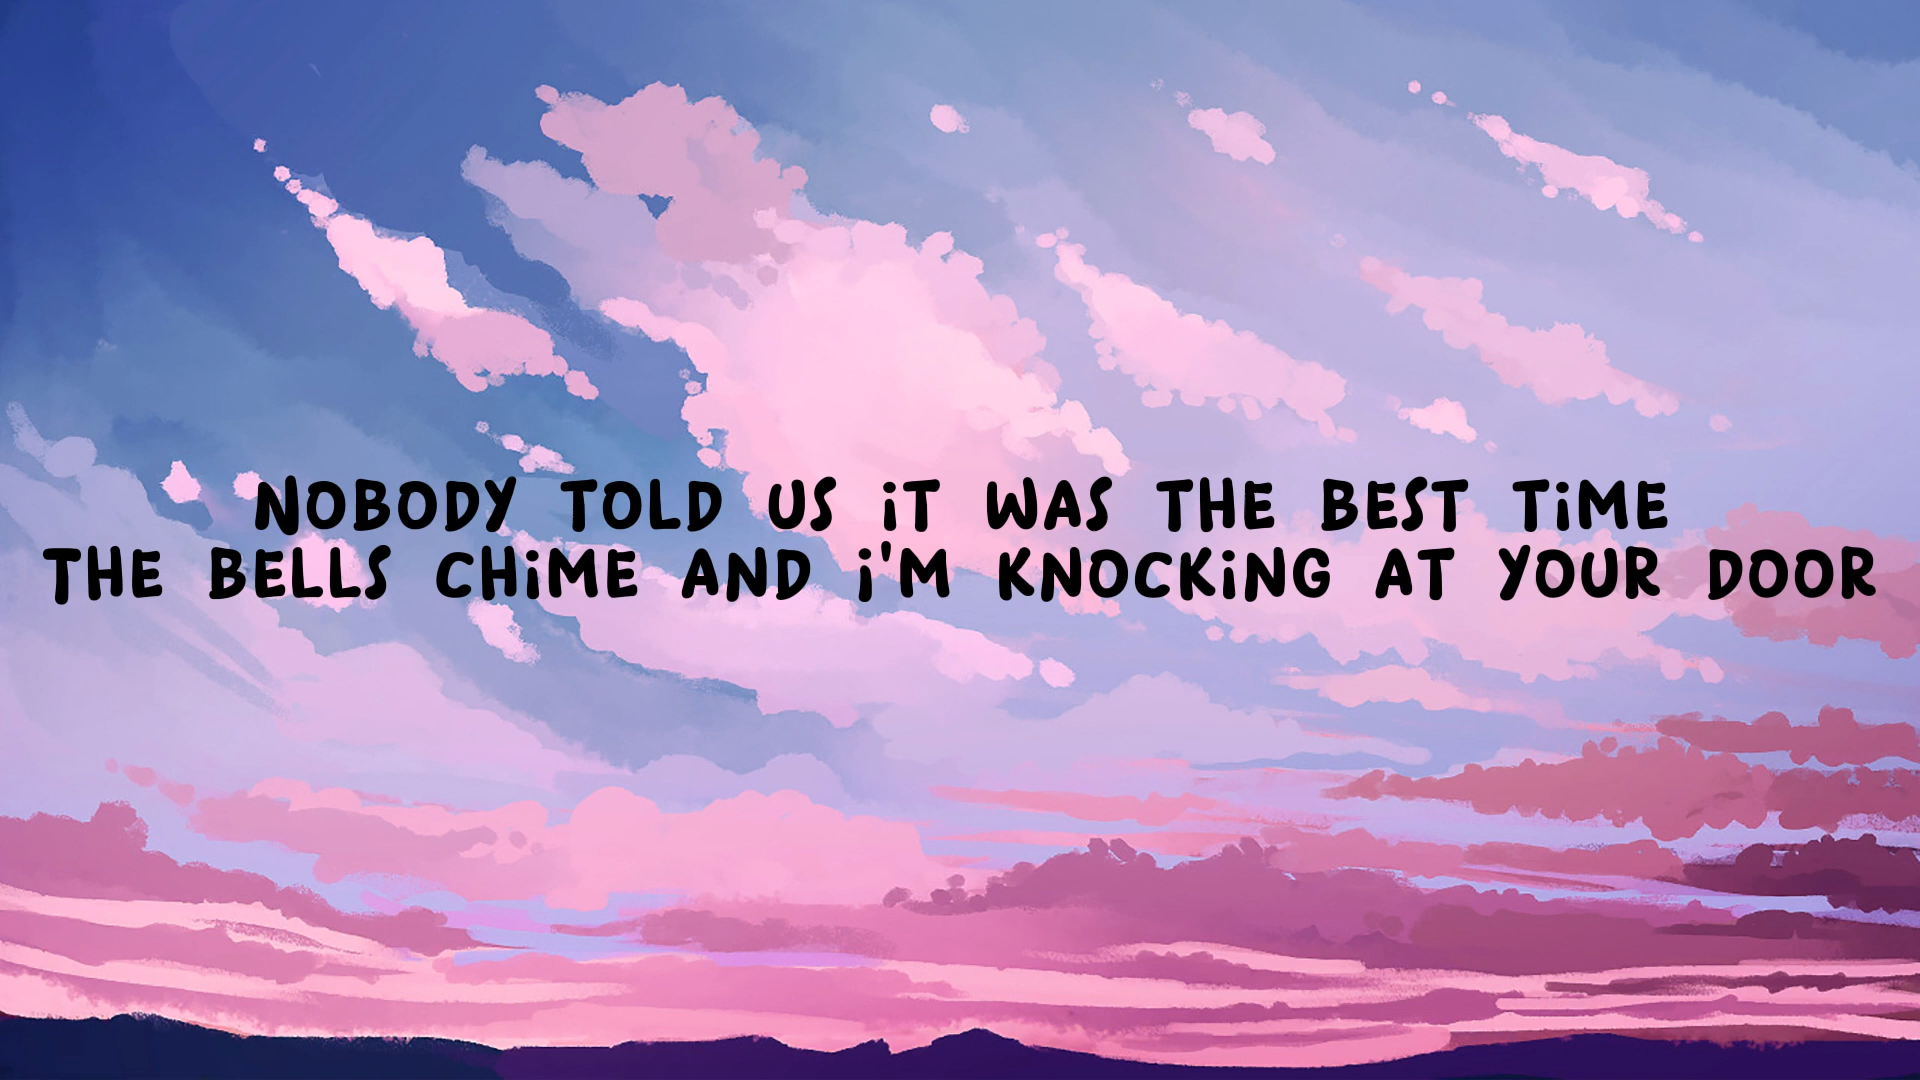 NOBODY TOLD US iT WAS THE BEST TiME
THE BELLS CHiME AND i'M KNOCKiNG AT YOUR DOOR